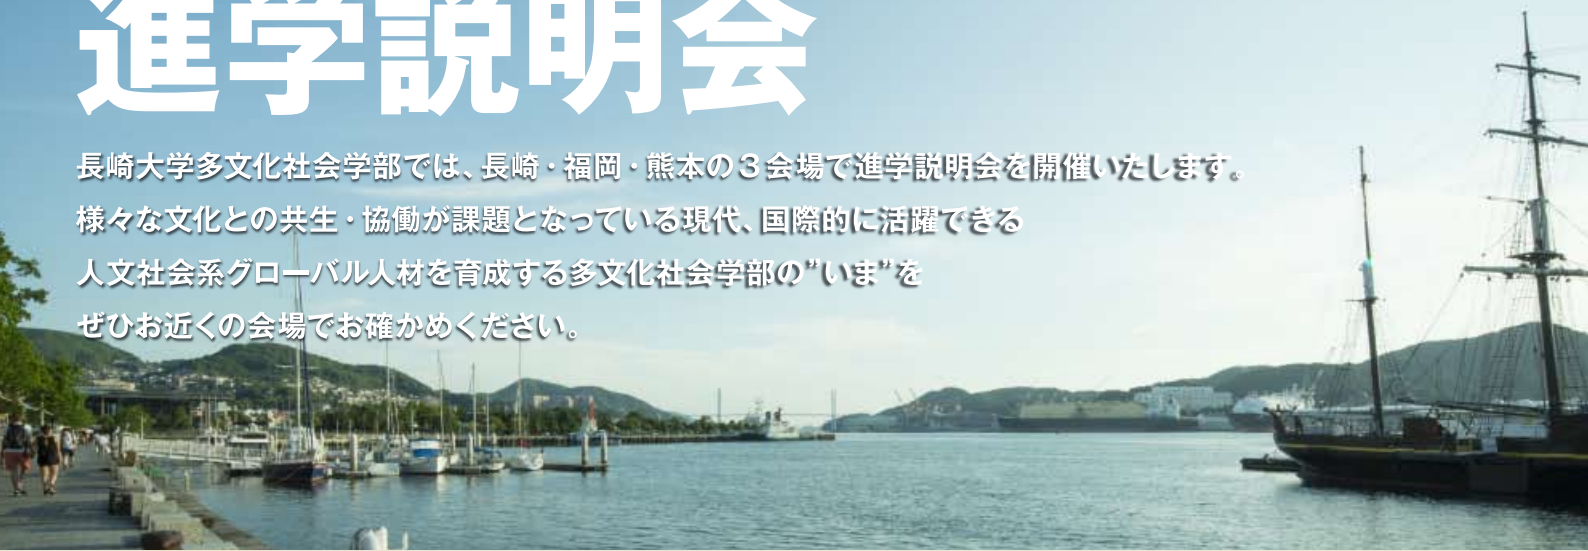 進学説明会
長崎大学多文化社会学部では、長崎・福岡・熊本の３会場で進学説明会を開催いたします。
様々な文化との共生・協働が課題となっている現代、国際的に活躍できる
人文社会系グローバル人材を育成する多文化社会学部の”いま”を
ぜひお近くの会場でお確かめください。